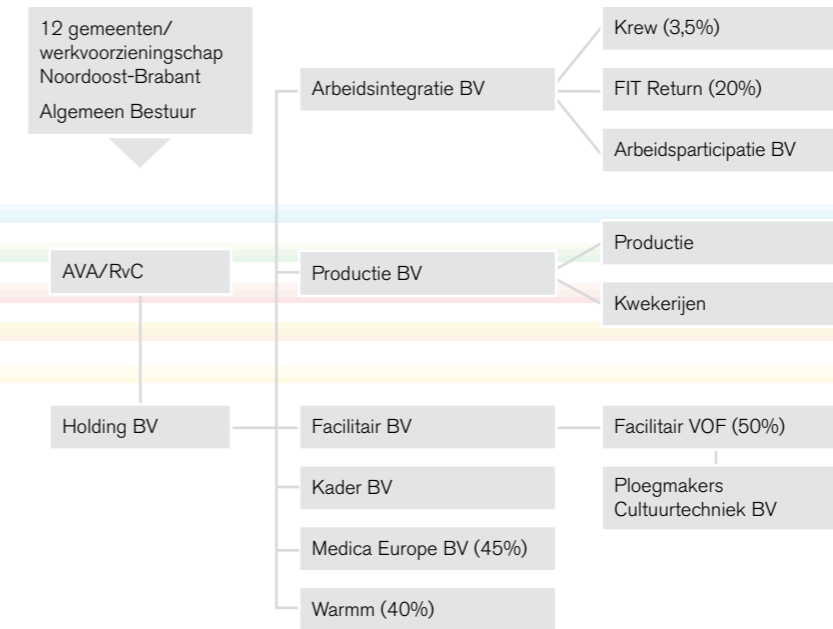 12 gemeenten/
werkvoorzieningschap
Noordoost-Brabant
Algemeen Bestuur
AVA/RvC
Holding BV
Arbeidsintegratie BV
Krew (3,5%)
FIT Return (20%)
Arbeidsparticipatie BV
Productie BV
Productie
Kwekerijen
Facilitair BV
Facilitair VOF (50%)
Ploegmakers
Cultuurtechniek BV
Kader BV
Medica Europe BV (45%)
Warmm (40%)